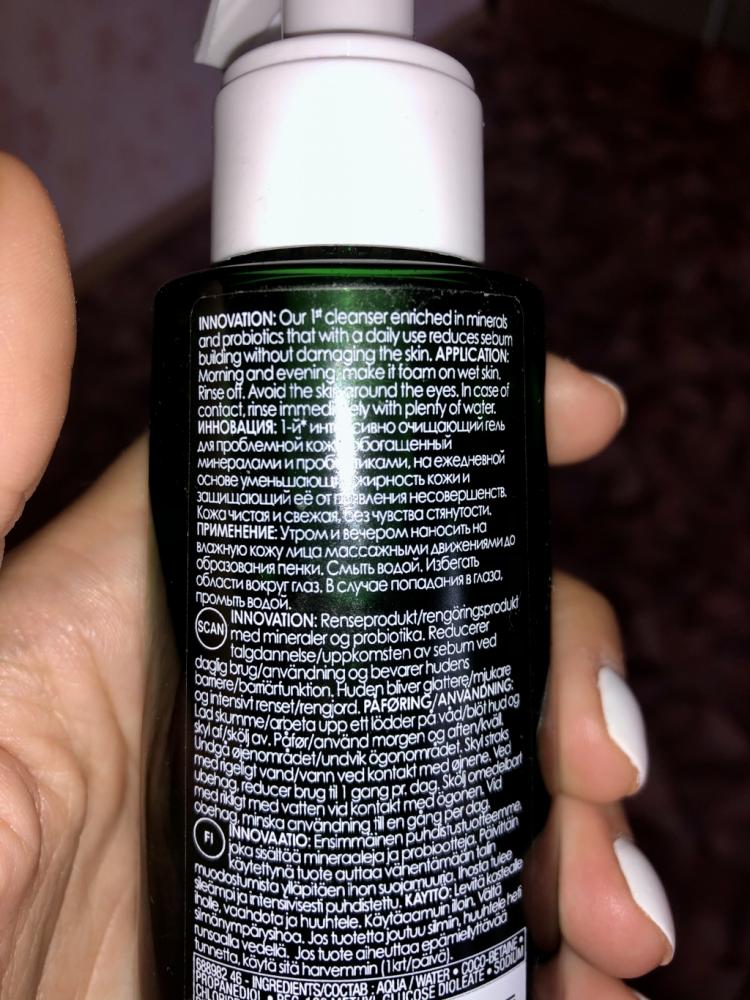 INNOVATION: Our 1st cleanser enriched in minerals
and probiotics that with a daily use reduces sebum
building without damaging the skin. APPLICATION:
Morning and evening, make it foam on wet skin.
Rinse off. Avoid the skin around the eyes. In case of
contact, rinse immediately with plenty of water.
ИННОВАЦИЯ: 1-й* интенсивно очищающий гель
для проблемной кожи, обогащенный
минералами и пробиотиками, на ежедневной
основе уменьшающий жирность кожи и
защищающий её от появления несовершенств.
Кожа чистая и свежая, без чувства стянутости.
ПРИМЕНЕНИЕ: Утром и вечером наносить на
влажную кожу лица массажными движениями до
образования пенки. Смыть водой. Избегать
области вокруг глаз. В случае попадания в глаза,
промыть водой.
SCAN INNOVATION: Renseprodukt/rengöringsprodukt
med mineraler og probiotika. Reducerer
talgdannelse/uppkomsten av sebum ved
daglig brug/användning og bevarer hudens
barriere/barriärfunktion. Huden bliver glattere/mjukare
og intensivt renset/rengjord. PÅFØRING/ANVÄNDNING:
Lad skumme/arbeta upp ett lödder på våd/blöt hud og
skyl af/skölj av. Påfør/använd morgen og aften/kväll.
Undgå øjenområdet/undvik ögonområdet. Skyl straks
med rigeligt vand/vann ved kontakt med øjnene. Ved
ubehag, reducer brug til 1 gang pr. dag. Skölj omedelbart
med rikligt med vatten vid kontakt med ögonen. Vid
obehag, minska användning till en gång per dag.
FI INNOVAATIO: Ensimmäinen puhdistustuotteemme,
joka sisältää mineraaleja ja probiootteja. Päivittäin
käytettynä tuote auttaa vähentämään talin
muodostumista ylläpitäen ihon suojamuuria. Ihosta tulee
sileämpi ja intensiivisesti puhdistettu. KÄYTTÖ: Levitä kostealle
iholle, vaahdota ja huuhtele. Käytä aamuin illoin. Vältä
silmänympärysihoa. Jos tuotetta joutuu silmiin, huuhtele heti
runsaalla vedellä. Jos tuote aiheuttaa epämiellyttävää
tunnetta, käytä sitä harvemmin (1 krt/päivä).
688982 46 - INGREDIENTS/СОСТАВ : AQUA / WATER • COCO-BETAINE •
PROPANEDIOL • PEG-120 METHYL GLUCOSE DIOLEATE • SODIUM